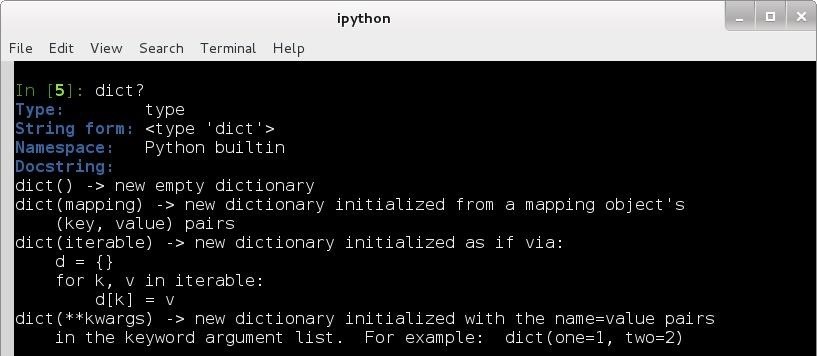 ipython
File Edit View Search Terminal Help
In [5]: dict?
Type:        type
String form: <type 'dict'>
Namespace:   Python builtin
Docstring:
dict() -> new empty dictionary
dict(mapping) -> new dictionary initialized from a mapping object's
    (key, value) pairs
dict(iterable) -> new dictionary initialized as if via:
    d = {}
    for k, v in iterable:
        d[k] = v
dict(**kwargs) -> new dictionary initialized with the name=value pairs
    in the keyword argument list.  For example:  dict(one=1, two=2)